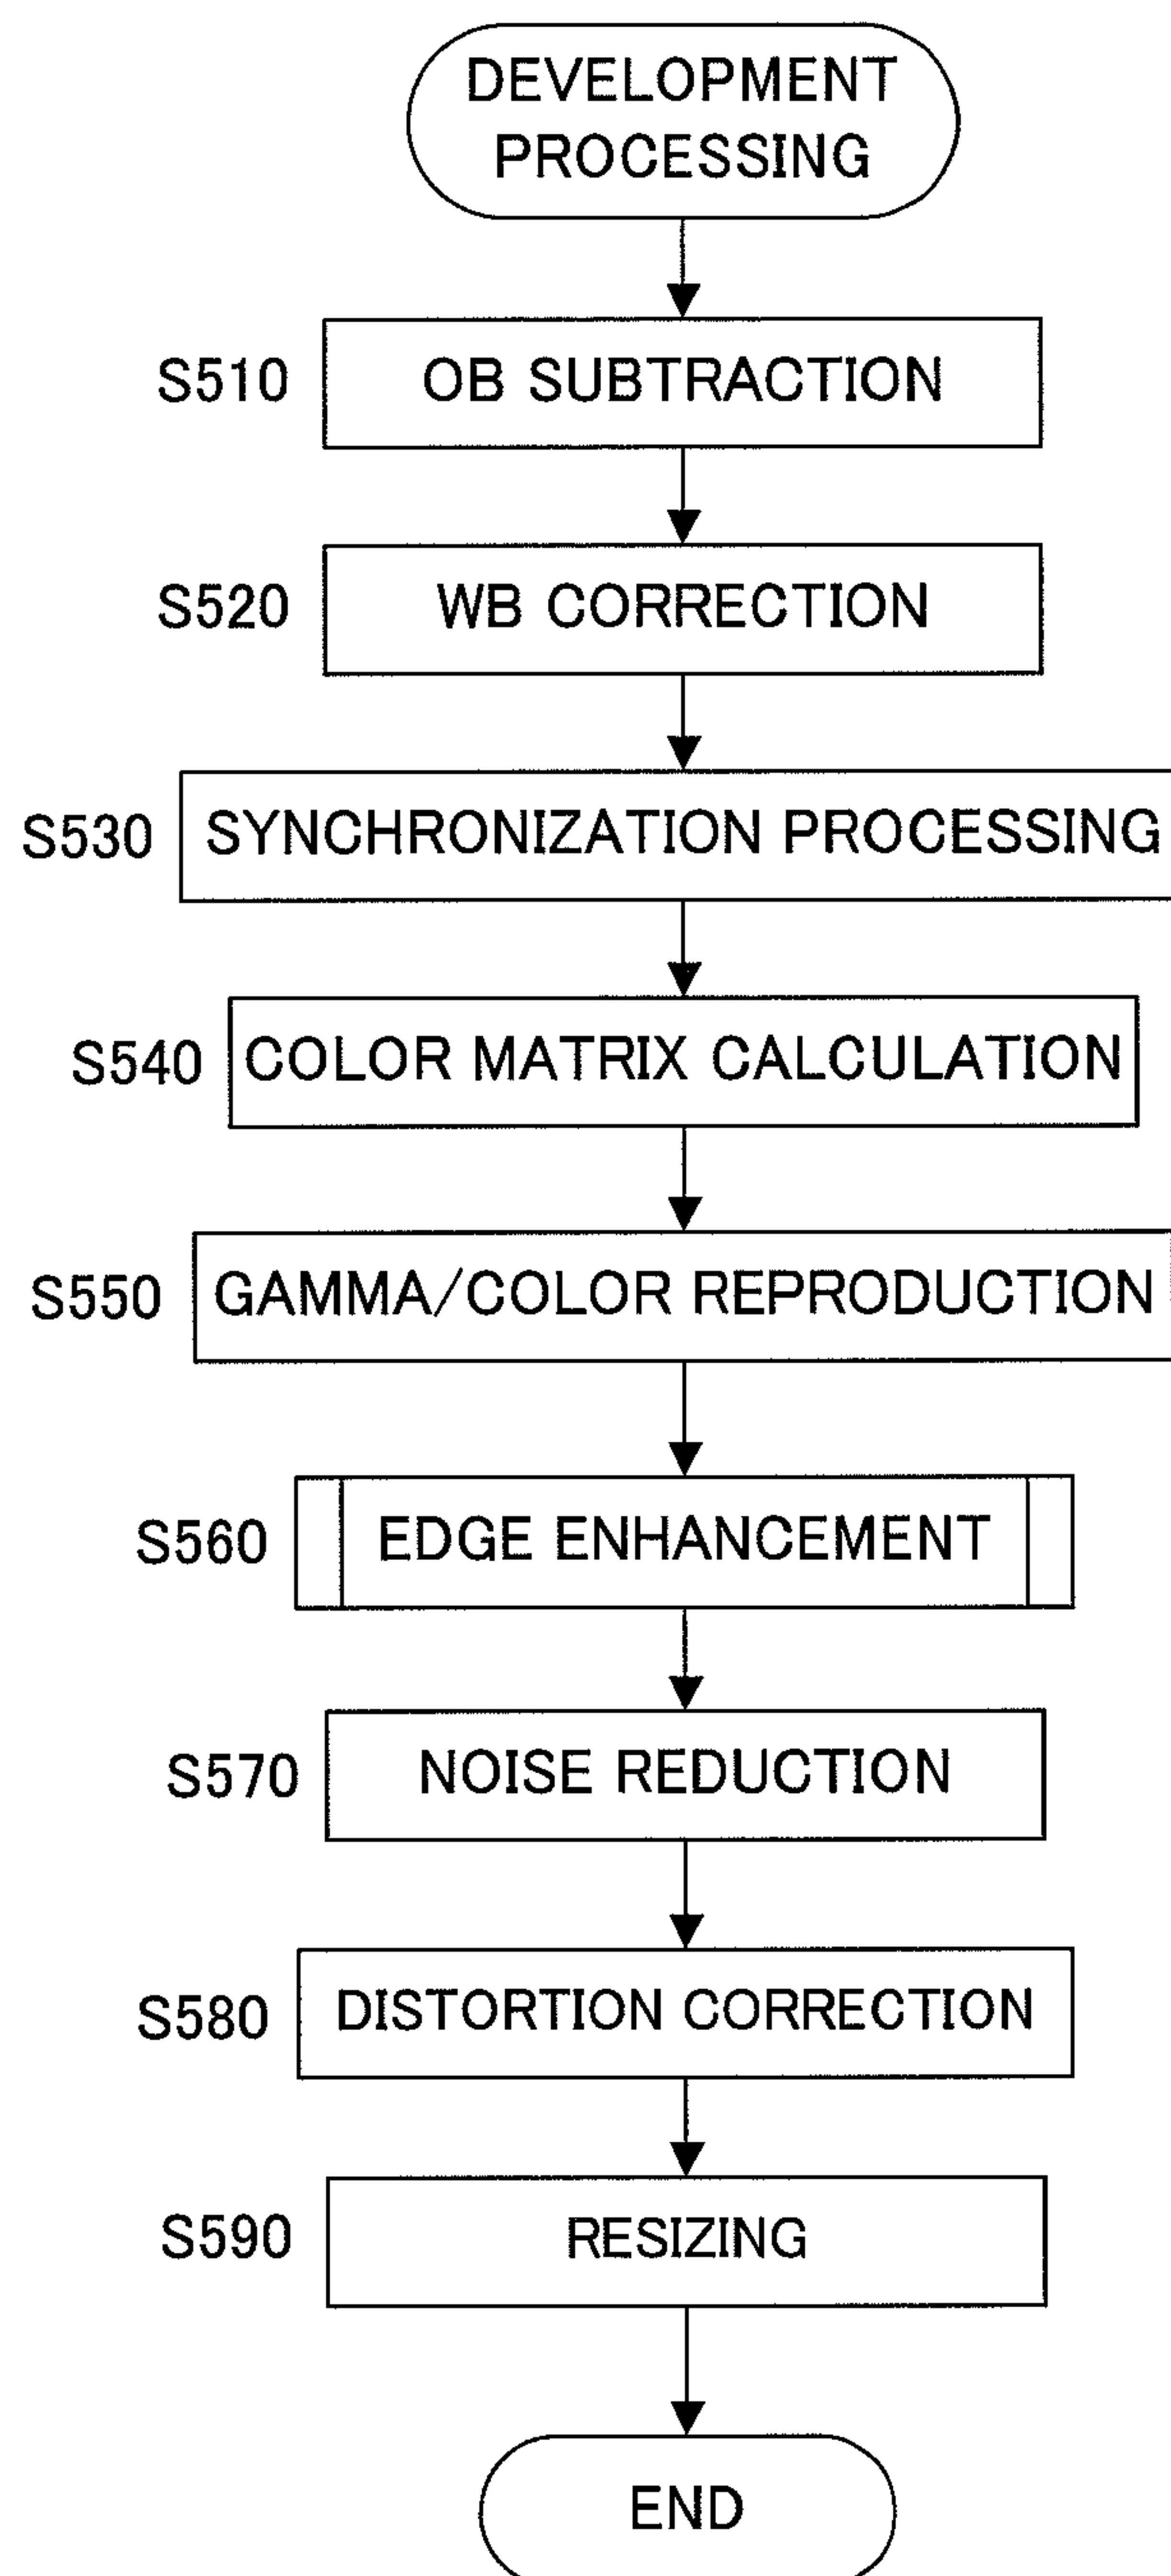 DEVELOPMENT
PROCESSING
S510 OB SUBTRACTION
S520 WB CORRECTION
S530 SYNCHRONIZATION PROCESSING
S540 COLOR MATRIX CALCULATION
S550 GAMMA/COLOR REPRODUCTION
S560 EDGE ENHANCEMENT
S570 NOISE REDUCTION
S580 DISTORTION CORRECTION
S590 RESIZING
END